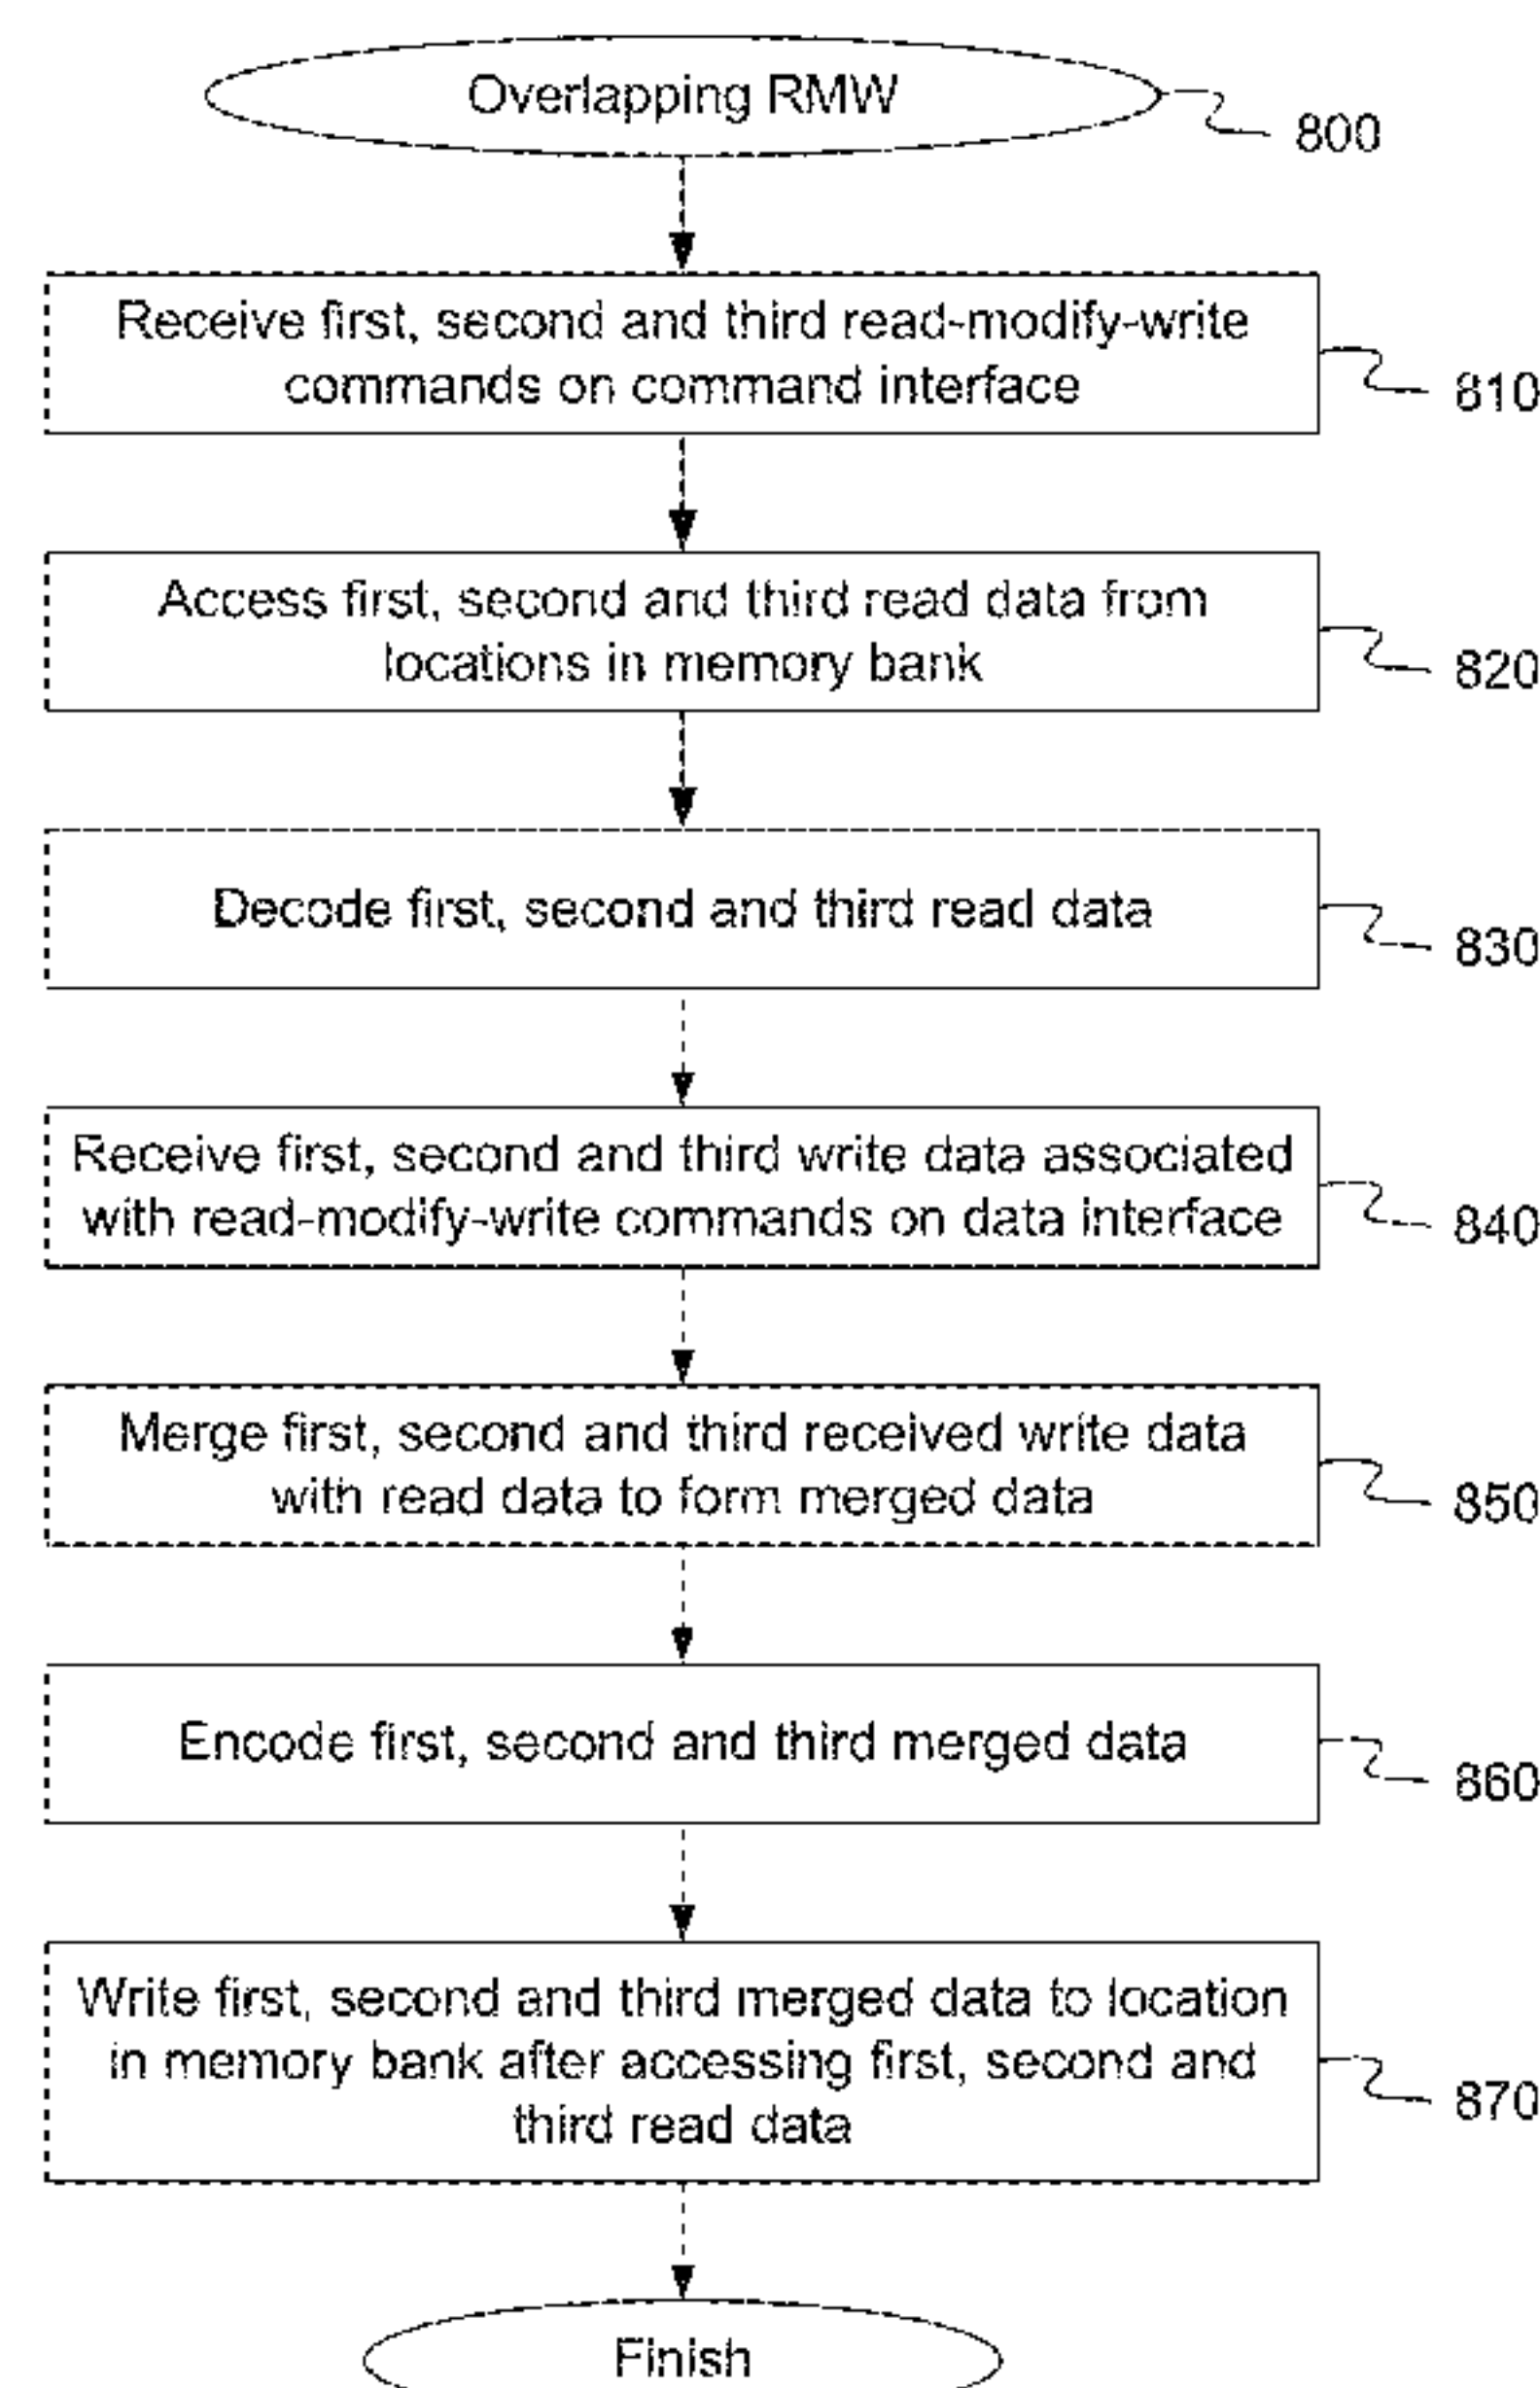 Overlapping RMW
800
Receive first, second and third read-modify-write
commands on command interface
810
Access first, second and third read data from
locations in memory bank
820
Decode first, second and third read data
830
Receive first, second and third write data associated
with read-modify-write commands on data interface
840
Merge first, second and third received write data
with read data to form merged data
850
Encode first, second and third merged data
860
Write first, second and third merged data to location
in memory bank after accessing first, second and
third read data
870
Finish